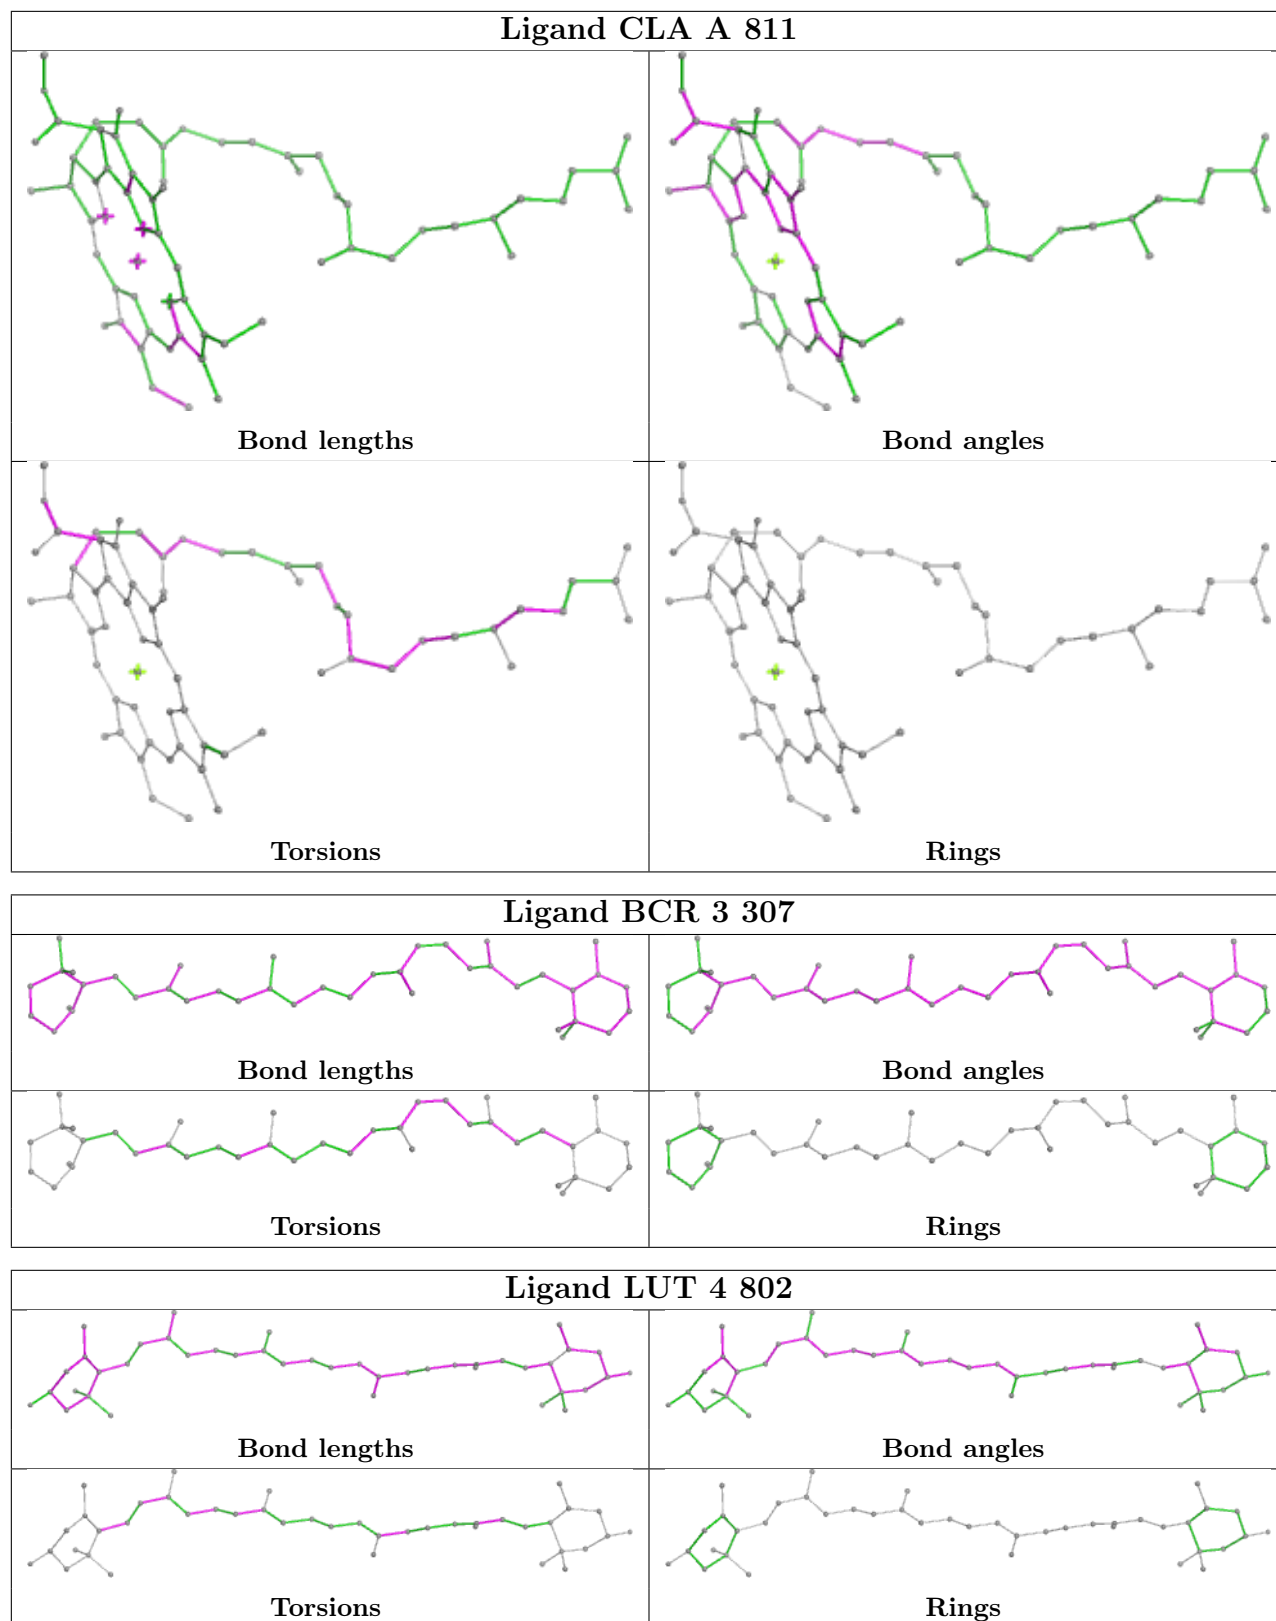 Ligand CLA A 811
Bond lengths
Bond angles
Torsions
Rings
Ligand BCR 3 307
Bond lengths
Bond angles
Torsions
Rings
Ligand LUT 4 802
Bond lengths
Bond angles
Torsions
Rings